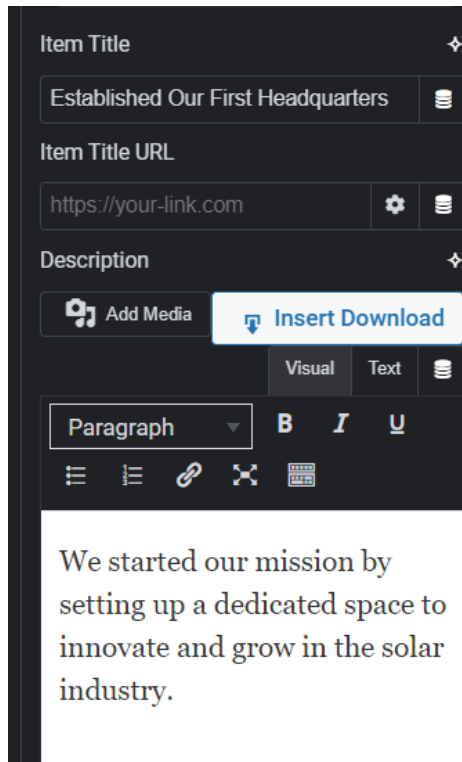 Item Title
Established Our First Headquarters
Item Title URL
https://your-link.com
Description
Add Media
Insert Download
Visual Text
Paragraph B I U
We started our mission by
setting up a dedicated space to
innovate and grow in the solar
industry.